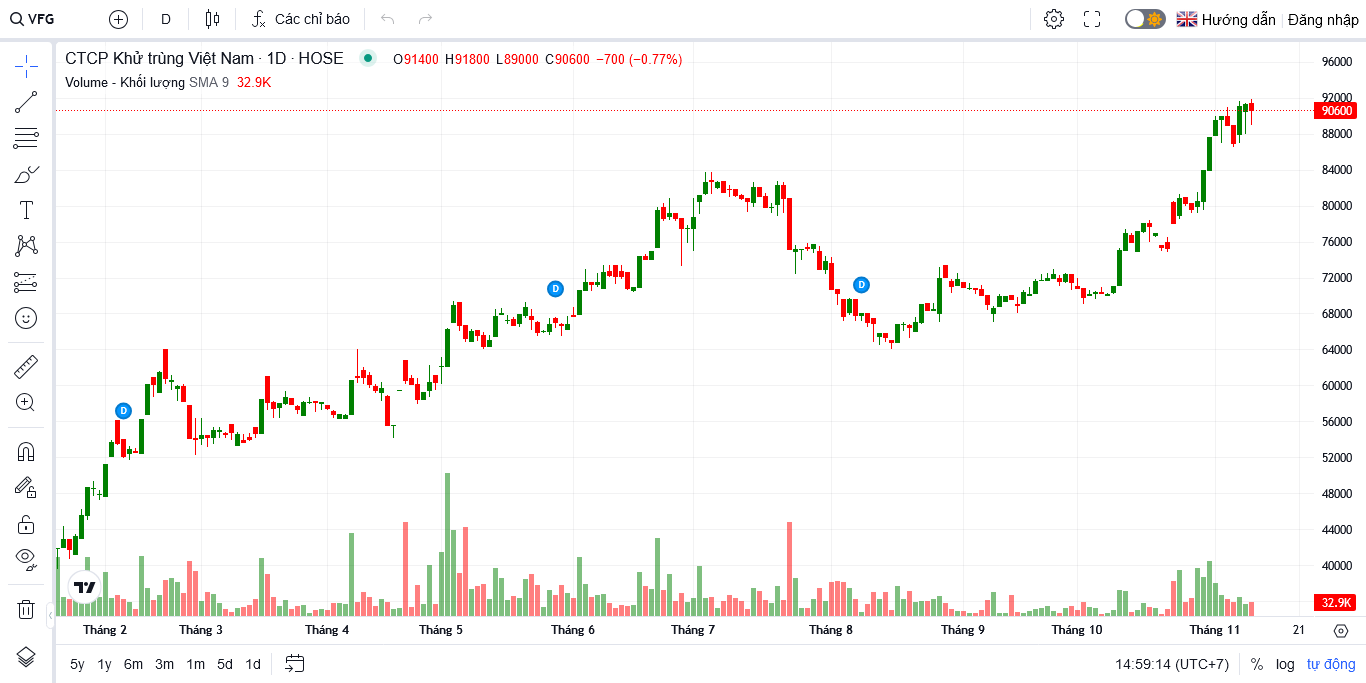 VFG D Các chỉ báo Hướng dẫn Đăng nhập
CTCP Khử trùng Việt Nam · 1D · HOSE O91400 H91800 L89000 C90600 −700 (−0.77%)
Volume - Khối lượng SMA 9 32.9K
96000
92000
90600
88000
84000
80000
76000
72000
68000
64000
60000
56000
52000
48000
44000
40000
32.9K
D
D
D
Tháng 2 Tháng 3 Tháng 4 Tháng 5 Tháng 6 Tháng 7 Tháng 8 Tháng 9 Tháng 10 Tháng 11 21
5y 1y 6m 3m 1m 5d 1d 14:59:14 (UTC+7) % log tự động